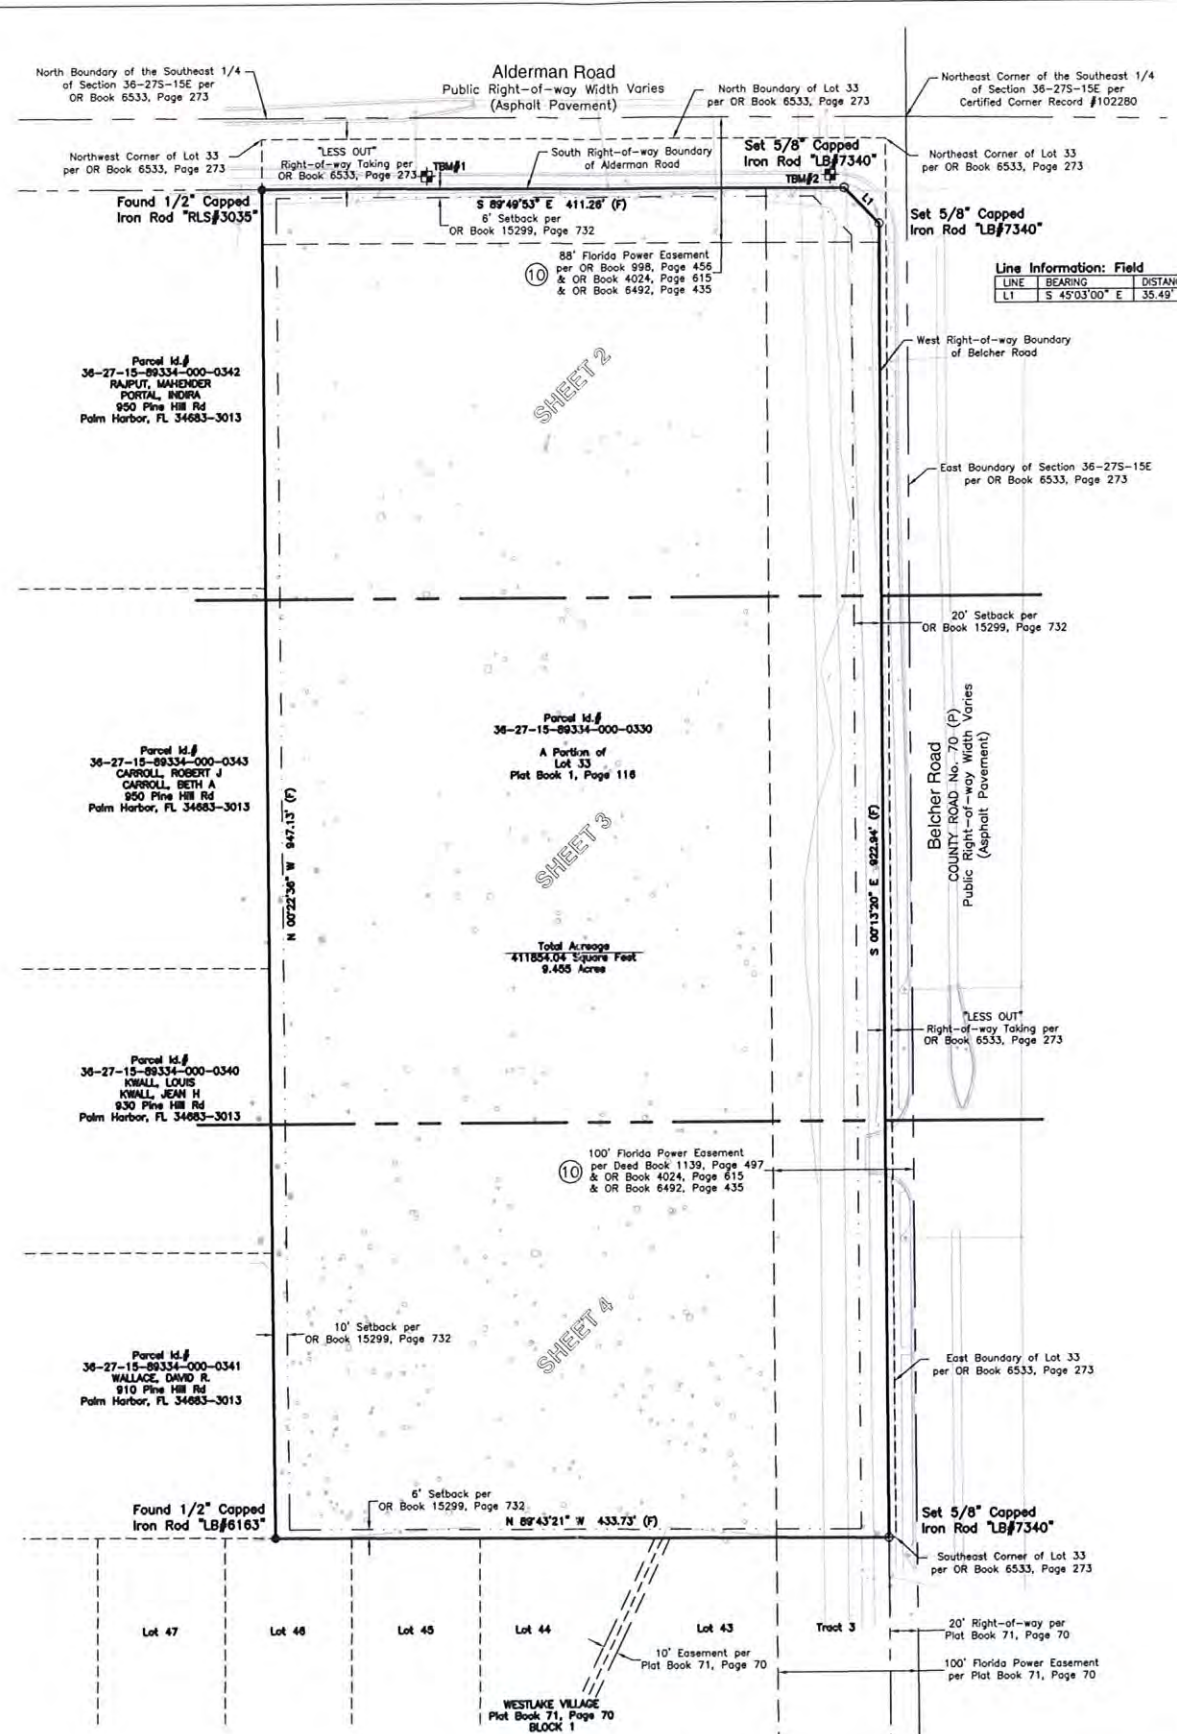 Alderman Road
Public Right-of-way Width Varies
(Asphalt Pavement)
North Boundary of the Southeast 1/4
of Section 36-27S-15E per
OR Book 6533, Page 273
North Boundary of Lot 33
per OR Book 6533, Page 273
Northeast Corner of the Southeast 1/4
of Section 36-27S-15E per
Certified Corner Record #102280
Northwest Corner of Lot 33
per OR Book 6533, Page 273
"LESS OUT"
Right-of-way Taking per
OR Book 6533, Page 273
TBM#1
South Right-of-way Boundary
of Alderman Road
Set 5/8" Capped
Iron Rod "LB#7340"
TBM#2
Northeast Corner of Lot 33
per OR Book 6533, Page 273
Found 1/2" Capped
Iron Rod "RLS#3035"
S 89°49'53" E 411.26' (F)
6' Setback per
OR Book 15299, Page 732
L1
Set 5/8" Capped
Iron Rod "LB#7340"
10
88' Florida Power Easement
per OR Book 998, Page 456
& OR Book 4024, Page 615
& OR Book 6492, Page 435
Line Information: Field
LINE BEARING
L1 S 45°03'00" E 35.49'
West Right-of-way Boundary
of Belcher Road
Parcel Id.#
36-27-15-89334-000-0342
RAJPUT, MAHENDER
PORTAL, INDIRA
950 Pine Hill Rd
Palm Harbor, FL 34683-3013
SHEET 2
East Boundary of Section 36-27S-15E
per OR Book 6533, Page 273
20' Setback per
OR Book 15299, Page 732
Parcel Id.#
36-27-15-89334-000-0330
A Portion of
Lot 33
Plat Book 1, Page 116
Parcel Id.#
36-27-15-89334-000-0343
CARROLL, ROBERT J
CARROLL, BETH A
950 Pine Hill Rd
Palm Harbor, FL 34683-3013
N 00°22'36" W 947.13' (F)
SHEET 3
S 00°13'20" E 922.94' (F)
Belcher Road
COUNTY ROAD No. 70 (P)
Public Right-of-way Width Varies
(Asphalt Pavement)
Total Acreage
411854.04 Square Feet
9.455 Acres
"LESS OUT"
Right-of-way Taking per
OR Book 6533, Page 273
Parcel Id.#
36-27-15-89334-000-0340
KWALL, LOUIS
KWALL, JEAN H
930 Pine Hill Rd
Palm Harbor, FL 34683-3013
10
100' Florida Power Easement
per Deed Book 1139, Page 497
& OR Book 4024, Page 615
& OR Book 6492, Page 435
SHEET 4
10' Setback per
OR Book 15299, Page 732
Parcel Id.#
36-27-15-89334-000-0341
WALLACE, DAVID R.
910 Pine Hill Rd
Palm Harbor, FL 34683-3013
East Boundary of Lot 33
per OR Book 6533, Page 273
6' Setback per
OR Book 15299, Page 732
Found 1/2" Capped
Iron Rod "LB#6163"
N 89°43'21" W 433.73' (F)
Set 5/8" Capped
Iron Rod "LB#7340"
Southeast Corner of Lot 33
per OR Book 6533, Page 273
Lot 47
Lot 46
Lot 45
Lot 44
Lot 43
Tract 3
20' Right-of-way per
Plat Book 71, Page 70
10' Easement per
Plat Book 71, Page 70
100' Florida Power Easement
per Plat Book 71, Page 70
WESTLAKE VILLAGE
Plat Book 71, Page 70
BLOCK 1